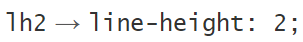 lh2 → line-height: 2;